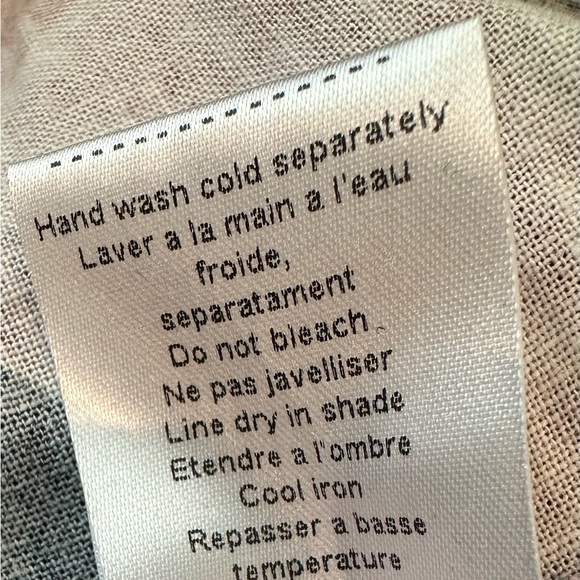 Hand wash cold separately
Laver a la main a l'eau
froide,
separatament
Do not bleach
Ne pas javelliser
Line dry in shade
Etendre a l'ombre
Cool iron
Repasser a basse
temperature